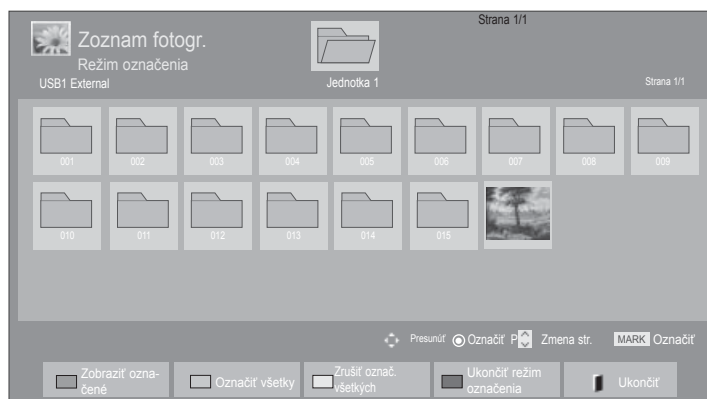 Strana 1/1
Zoznam fotogr.
Režim označenia
USB1 External
Jednotka 1
Strana 1/1
001 002 003 004 005 006 007 008 009
010 011 012 013 014 015
Presunúť Označiť P Zmena str. MARK Označiť
Zobraziť ozna-
čené
Označiť všetky
Zrušiť označ.
všetkých
Ukončiť režim
označenia
Ukončiť